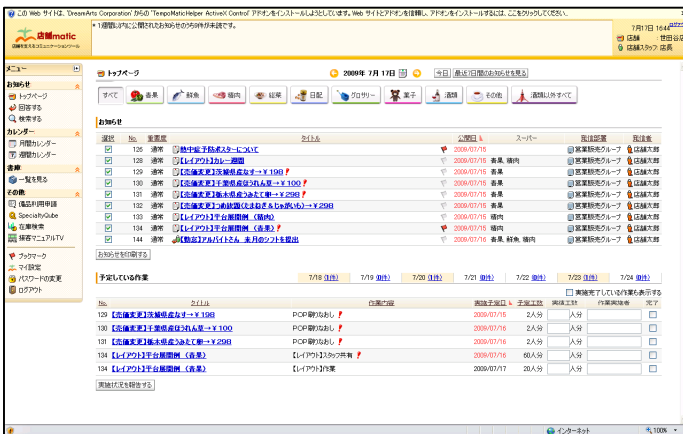 この Web サイトは、'DreamArts Corporation' からの 'TempoMaticHelper ActiveX Control' アドオンをインストールしようとしています。Web サイトとアドオンを信頼し、アドオンをインストールするには、ここをクリックしてください...
店舗matic
店舗を支えるコミュニケーションツール
* 1週間以内に公開されたお知らせのうち9件が未読です。
7月17日 16:44 ログアウト
店舗 : 世田谷店
店舗スタッフ: 店長
メニュー
お知らせ
トップページ
回答する
検索する
カレンダー
月間カレンダー
週間カレンダー
書庫
一覧を見る
その他
備品利用申請
SpecialtyQube
在庫検索
接客マニュアルTV
ブックマーク
マイ設定
パスワードの変更
ログアウト
トップページ
2009年 7月 17日 今日 最近7日間のお知らせを見る
すべて 青果 鮮魚 精肉 総菜 日配 グロサリー 菓子 酒類 その他 酒類以外すべて
お知らせ
選択 No. 重要度 タイトル 公開日 スーパー 発信部署 発信者
126 通常 熱中症予防ポスターについて 2009/07/15 営業販売グループ 店舗太郎
128 通常 【レイアウト】カレー週間 2009/07/15 青果, 精肉 営業販売グループ 店舗太郎
129 通常 【売価変更】茨城県産なす→￥198 2009/07/15 青果 営業販売グループ 店舗太郎
130 通常 【売価変更】千葉県産ほうれん草→￥100 2009/07/16 青果 営業販売グループ 店舗太郎
131 通常 【売価変更】栃木県産うみたて卵→￥298 2009/07/16 青果 営業販売グループ 店舗太郎
132 通常 【売価変更】つめ放題(たまねぎ＆じゃがいも)→￥298 2009/07/16 青果 営業販売グループ 店舗太郎
133 通常 【レイアウト】平台展開例 (精肉) 2009/07/15 精肉 営業販売グループ 店舗太郎
134 通常 【レイアウト】平台展開例 (青果) 2009/07/16 青果 営業販売グループ 店舗太郎
144 通常 【勤怠】アルバイトさん 来月のシフトを提出 2009/07/16 青果, 鮮魚, 精肉 営業販売グループ 店舗太郎
お知らせを印刷する
予定している作業 7/18 (1件) 7/19 (0件) 7/20 (1件) 7/21 (0件) 7/22 (0件) 7/23 (1件) 7/24 (0件)
実施完了している作業も表示する
No. タイトル 作業内容 実施予定日 予定工数 実績工数 作業実施者 完了
129 【売価変更】茨城県産なす→￥198 POP刷りなおし 2009/07/15 2人分 人分
130 【売価変更】千葉県産ほうれん草→￥100 POP刷りなおし 2009/07/16 2人分 人分
131 【売価変更】栃木県産うみたて卵→￥298 POP刷りなおし 2009/07/16 2人分 人分
134 【レイアウト】平台展開例 (青果) 【レイアウト】スタッフ共有 2009/07/16 60人分 人分
134 【レイアウト】平台展開例 (青果) 【レイアウト】作業 2009/07/17 20人分 人分
実施状況を報告する
インターネット 100%